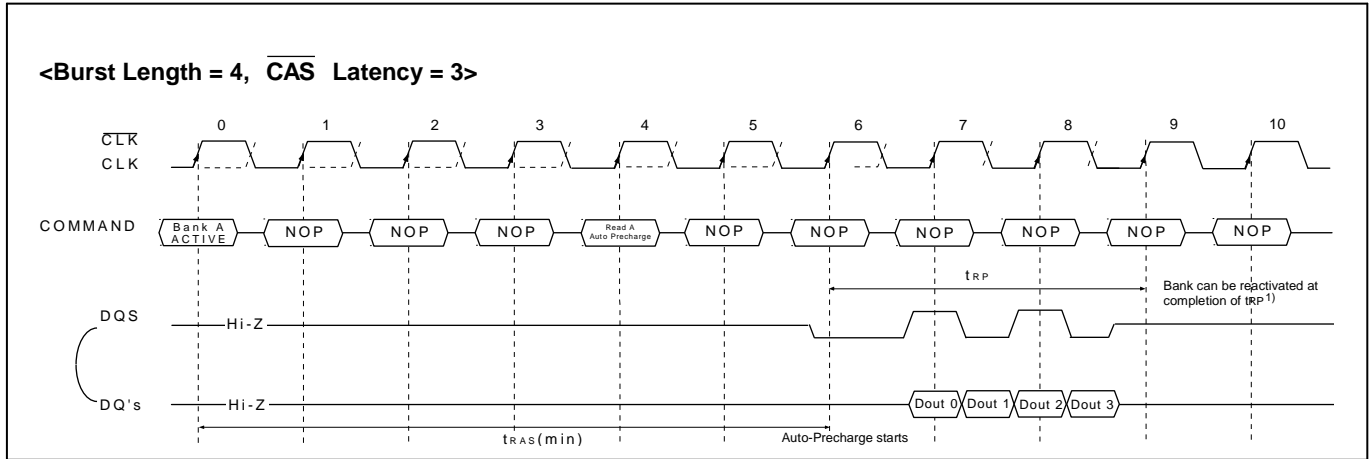 <Burst Length = 4, CAS Latency = 3>
0 1 2 3 4 5 6 7 8 9 10
CLK
CLK
COMMAND
Bank A ACTIVE
NOP
NOP
NOP
Read A Auto Precharge
NOP
NOP
NOP
NOP
NOP
NOP
tRP
Bank can be reactivated at
completion of tRP1)
DQS
Hi-Z
DQ's
Hi-Z
Dout 0 Dout 1 Dout 2 Dout 3
tRAS(min)
Auto-Precharge starts